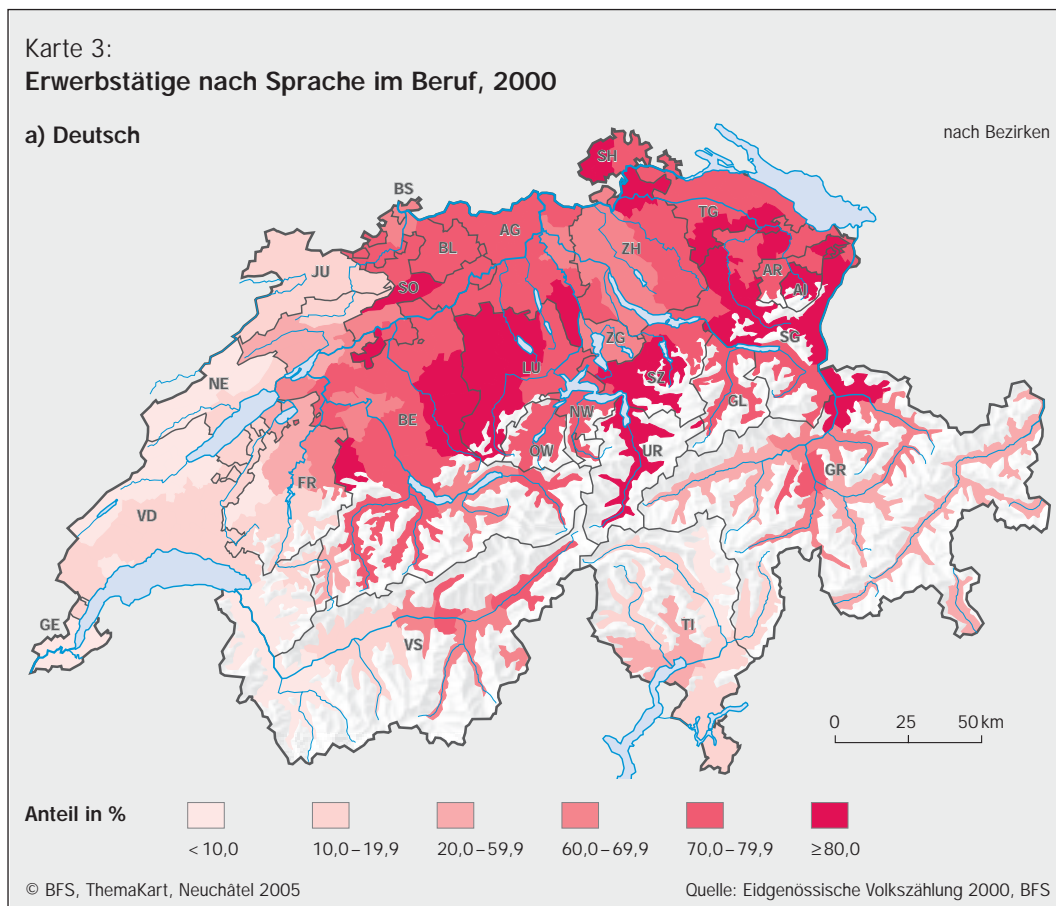 Karte 3:
Erwerbstätige nach Sprache im Beruf, 2000
a) Deutsch
nach Bezirken
SH
BS
TG
BL
AG
ZH
JU
SO
AR
AI
SG
ZG
NE
LU
SZ
GL
BE
NW
OW
UR
GR
FR
VD
GE
VS
TI
0 25 50 km
Anteil in %
< 10,0 10,0–19,9 20,0–59,9 60,0–69,9 70,0–79,9 ≥80,0
© BFS, ThemaKart, Neuchâtel 2005
Quelle: Eidgenössische Volkszählung 2000, BFS